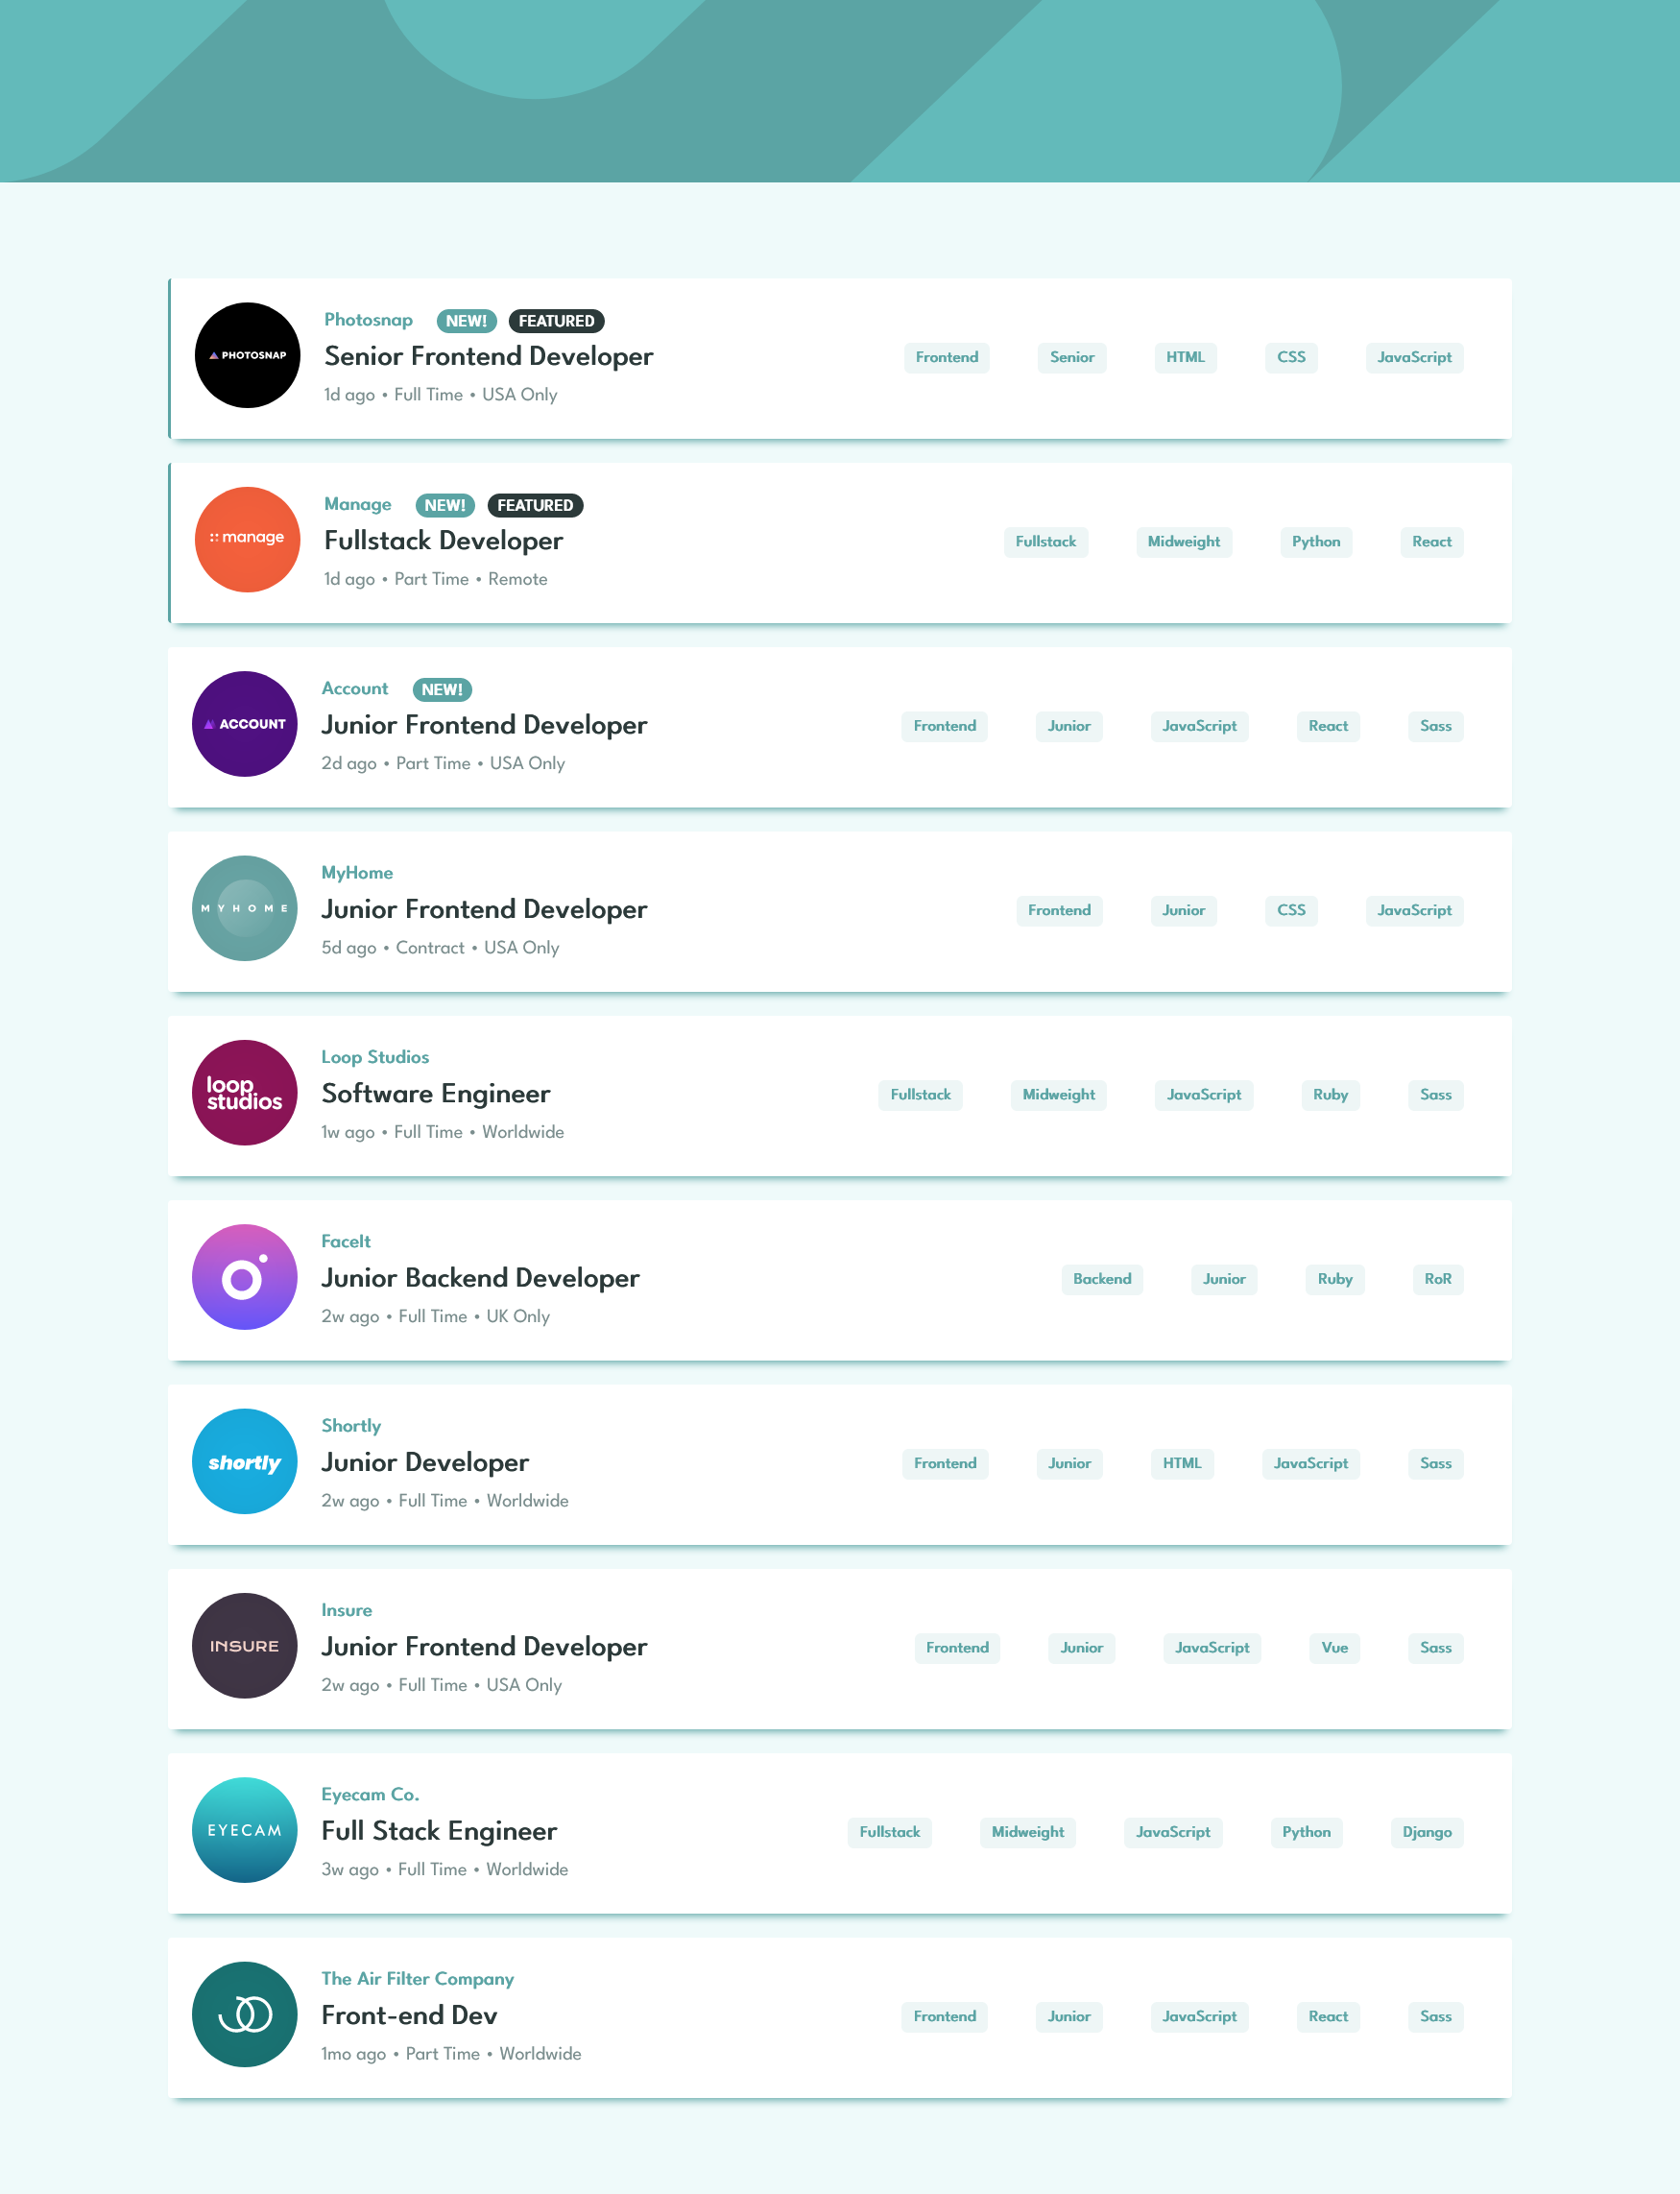 PHOTOSNAP
Photosnap NEW! FEATURED
Senior Frontend Developer
1d ago • Full Time • USA Only
Frontend Senior HTML CSS JavaScript
manage
Manage NEW! FEATURED
Fullstack Developer
1d ago • Part Time • Remote
Fullstack Midweight Python React
ACCOUNT
Account NEW!
Junior Frontend Developer
2d ago • Part Time • USA Only
Frontend Junior JavaScript React Sass
MYHOME
MyHome
Junior Frontend Developer
5d ago • Contract • USA Only
Frontend Junior CSS JavaScript
loop
studios
Loop Studios
Software Engineer
1w ago • Full Time • Worldwide
Fullstack Midweight JavaScript Ruby Sass
FaceIt
Junior Backend Developer
2w ago • Full Time • UK Only
Backend Junior Ruby RoR
shortly
Shortly
Junior Developer
2w ago • Full Time • Worldwide
Frontend Junior HTML JavaScript Sass
INSURE
Insure
Junior Frontend Developer
2w ago • Full Time • USA Only
Frontend Junior JavaScript Vue Sass
EYECAM
Eyecam Co.
Full Stack Engineer
3w ago • Full Time • Worldwide
Fullstack Midweight JavaScript Python Django
The Air Filter Company
Front-end Dev
1mo ago • Part Time • Worldwide
Frontend Junior JavaScript React Sass